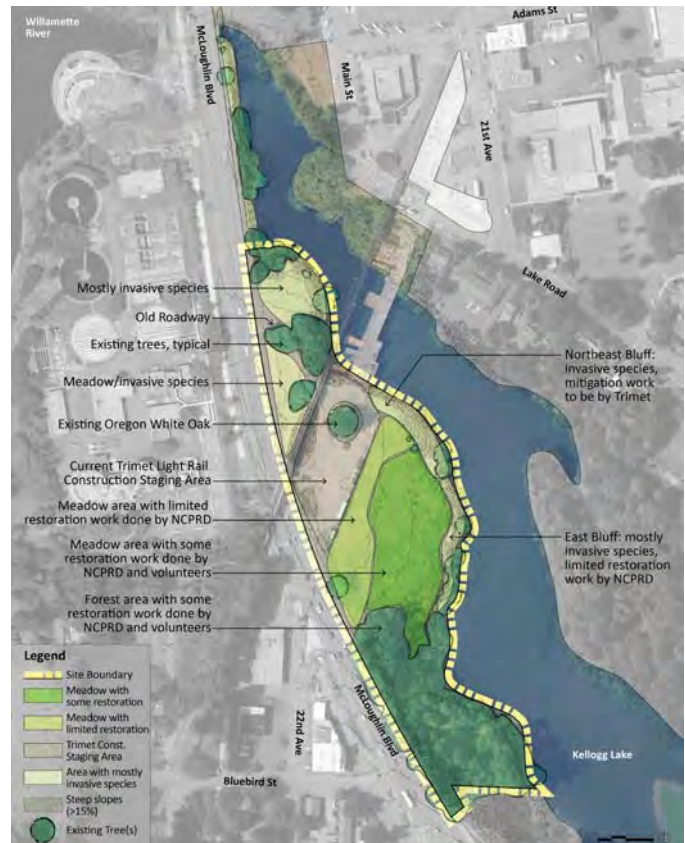 Willamette
River
McLoughlin Blvd
Main St
Adams St
21st Ave
Lake Road
Mostly invasive species
Old Roadway
Existing trees, typical
Meadow/invasive species
Existing Oregon White Oak
Current Trimet Light Rail
Construction Staging Area
Meadow area with limited
restoration work done by NCPRD
Meadow area with some
restoration work done by
NCPRD and volunteers
Forest area with some
restoration work done by
NCPRD and volunteers
Northeast Bluff:
invasive species,
mitigation work
to be by Trimet
East Bluff: mostly
invasive species,
limited restoration
work by NCPRD
Legend
Site Boundary
Meadow with
some restoration
Meadow with
limited restoration
Trimet Const.
Staging Area
Area with mostly
invasive species
Steep slopes
(>15%)
Existing Tree(s)
22nd Ave
McLoughlin Blvd
Bluebird St
Kellogg Lake